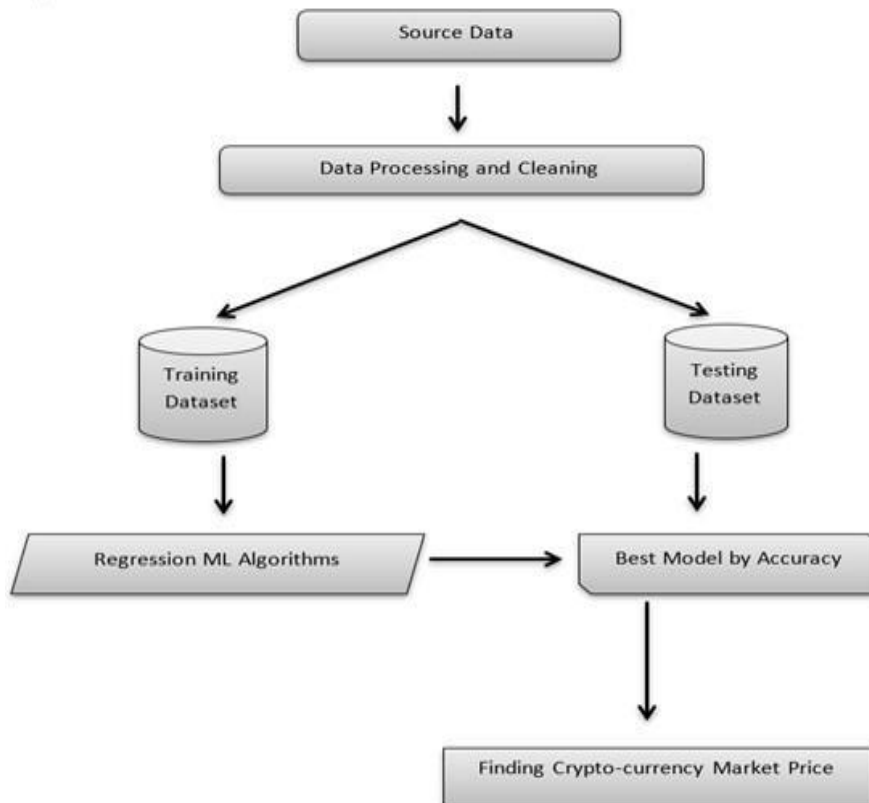 Source Data
Data Processing and Cleaning
Training
Dataset
Testing
Dataset
Regression ML Algorithms
Best Model by Accuracy
Finding Crypto-currency Market Price